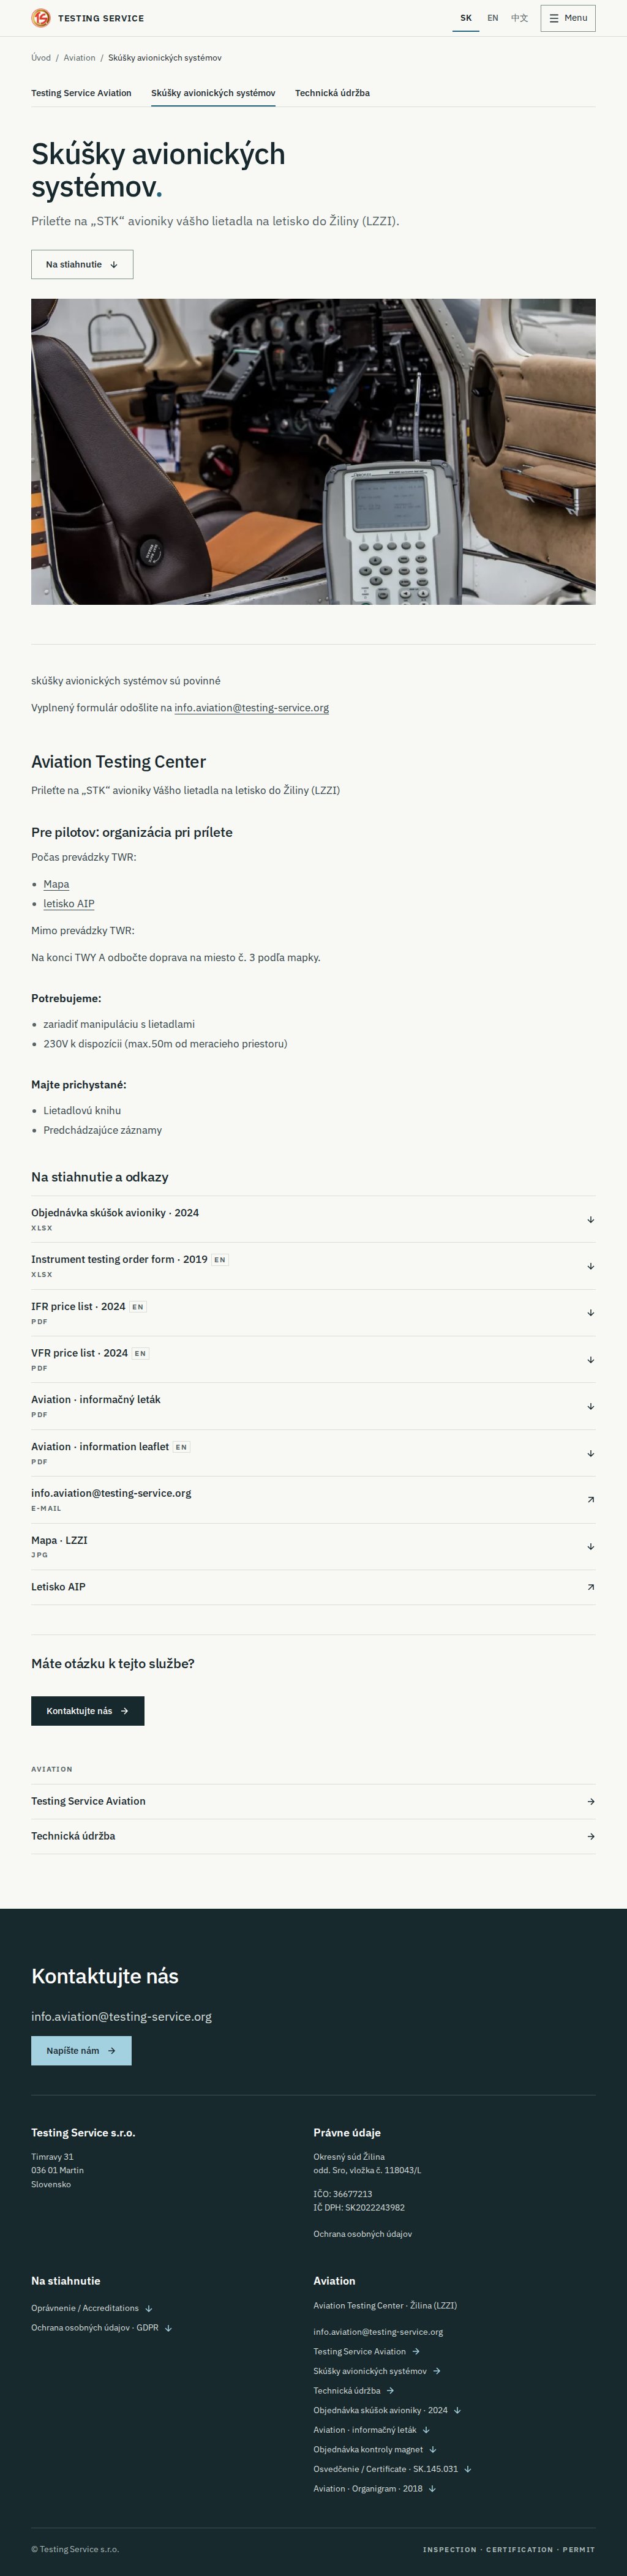 TESTING SERVICE
SK EN 中文 Menu
Úvod / Aviation / Skúšky avionických systémov
Testing Service Aviation Skúšky avionických systémov Technická údržba
Skúšky avionických
systémov.
Prileťte na „STK“ avioniky vášho lietadla na letisko do Žiliny (LZZI).
Na stiahnutie
skúšky avionických systémov sú povinné
Vyplnený formulár odošlite na info.aviation@testing-service.org
Aviation Testing Center
Prileťte na „STK“ avioniky Vášho lietadla na letisko do Žiliny (LZZI)
Pre pilotov: organizácia pri prílete
Počas prevádzky TWR:
Mapa
letisko AIP
Mimo prevádzky TWR:
Na konci TWY A odbočte doprava na miesto č. 3 podľa mapky.
Potrebujeme:
zariadiť manipuláciu s lietadlami
230V k dispozícii (max.50m od meracieho priestoru)
Majte prichystané:
Lietadlovú knihu
Predchádzajúce záznamy
Na stiahnutie a odkazy
Objednávka skúšok avioniky · 2024
XLSX
Instrument testing order form · 2019 EN
XLSX
IFR price list · 2024 EN
PDF
VFR price list · 2024 EN
PDF
Aviation · informačný leták
PDF
Aviation · information leaflet EN
PDF
info.aviation@testing-service.org
E-MAIL
Mapa · LZZI
JPG
Letisko AIP
Máte otázku k tejto službe?
Kontaktujte nás
AVIATION
Testing Service Aviation
Technická údržba
Kontaktujte nás
info.aviation@testing-service.org
Napíšte nám
Testing Service s.r.o.
Timravy 31
036 01 Martin
Slovensko
Právne údaje
Okresný súd Žilina
odd. Sro, vložka č. 118043/L
IČO: 36677213
IČ DPH: SK2022243982
Ochrana osobných údajov
Na stiahnutie
Oprávnenie / Accreditations
Ochrana osobných údajov · GDPR
Aviation
Aviation Testing Center · Žilina (LZZI)
info.aviation@testing-service.org
Testing Service Aviation
Skúšky avionických systémov
Technická údržba
Objednávka skúšok avioniky · 2024
Aviation · informačný leták
Objednávka kontroly magnet
Osvedčenie / Certificate · SK.145.031
Aviation · Organigram · 2018
© Testing Service s.r.o.
INSPECTION · CERTIFICATION · PERMIT